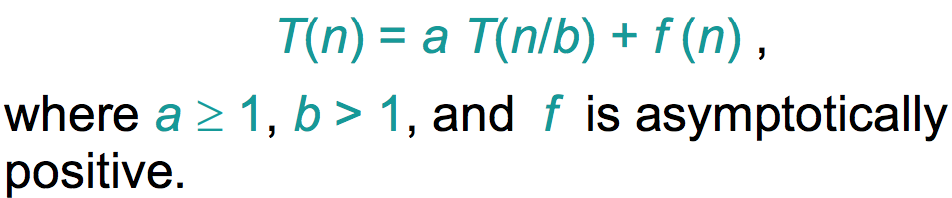 T(n) = a T(n/b) + f (n) ,
where a ≥ 1, b > 1, and f is asymptotically
positive.